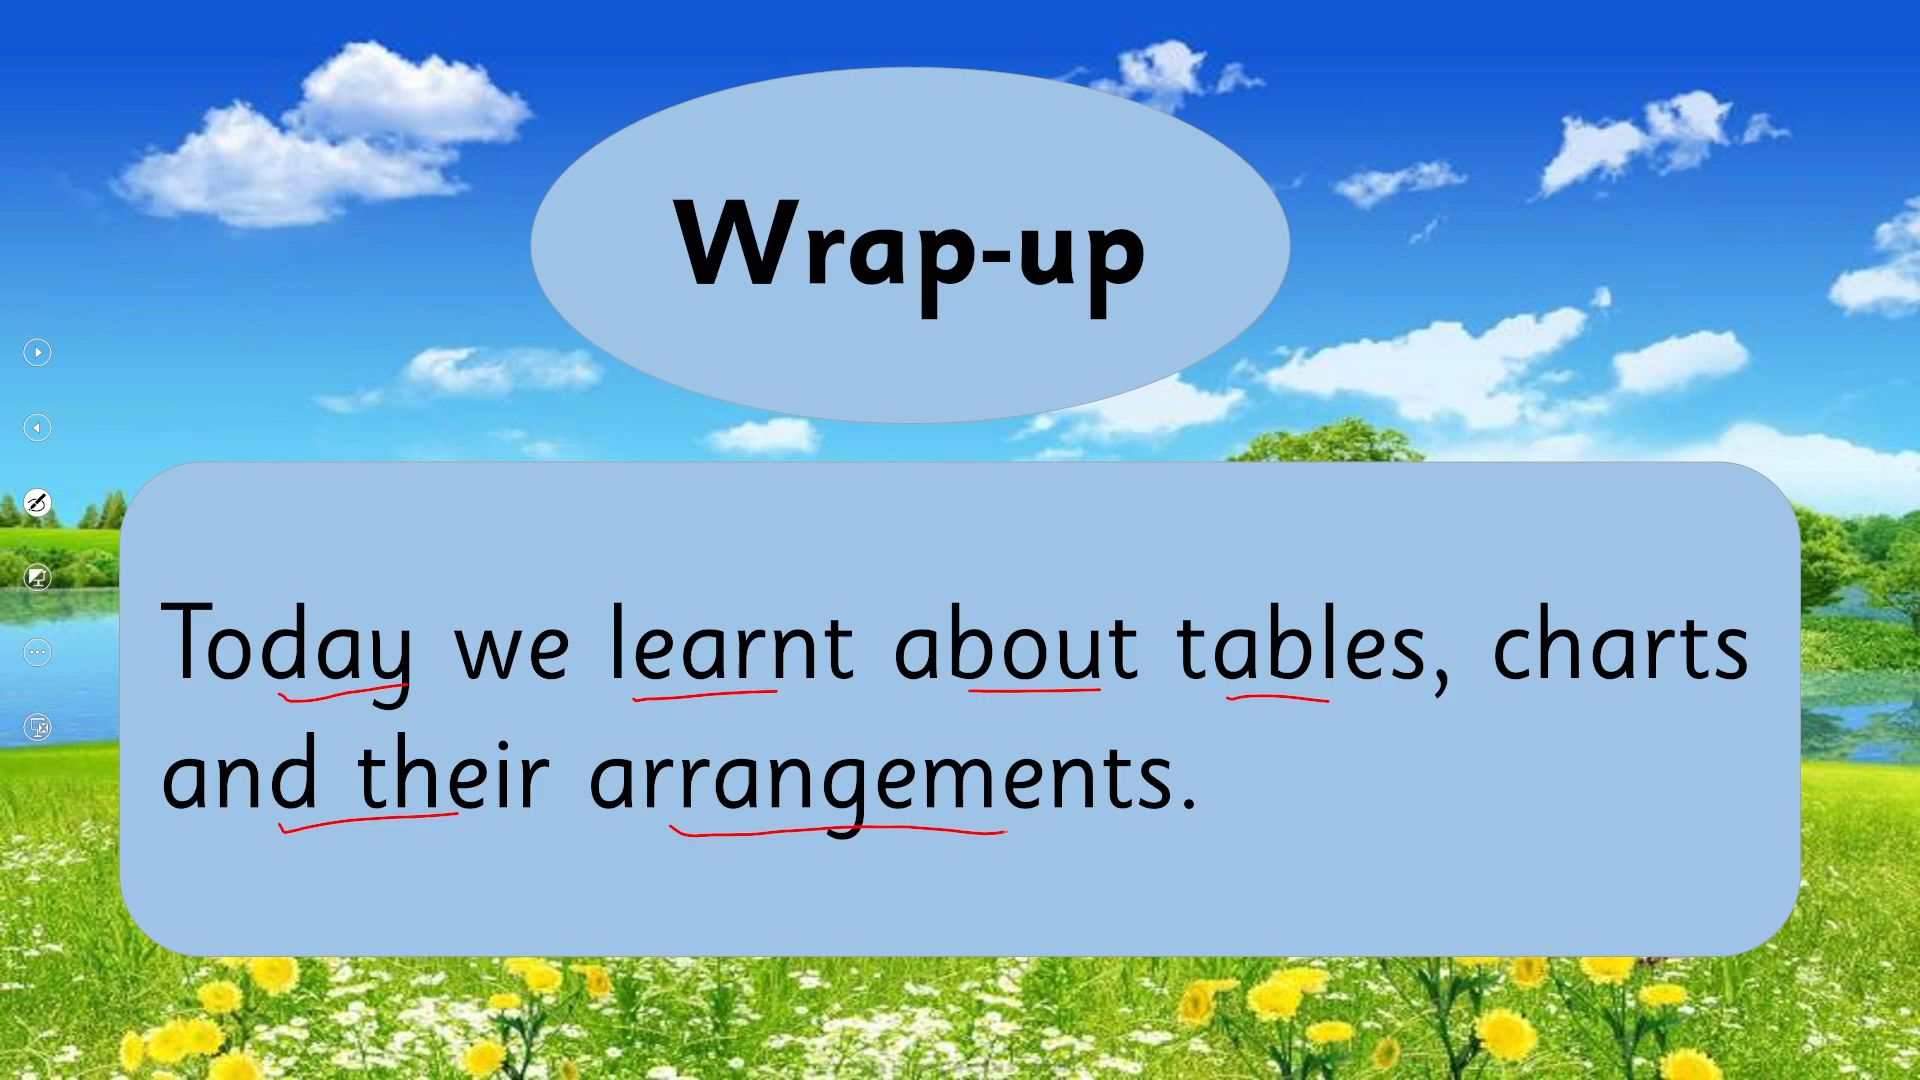 Wrap-up
Today we learnt about tables, charts
and their arrangements.